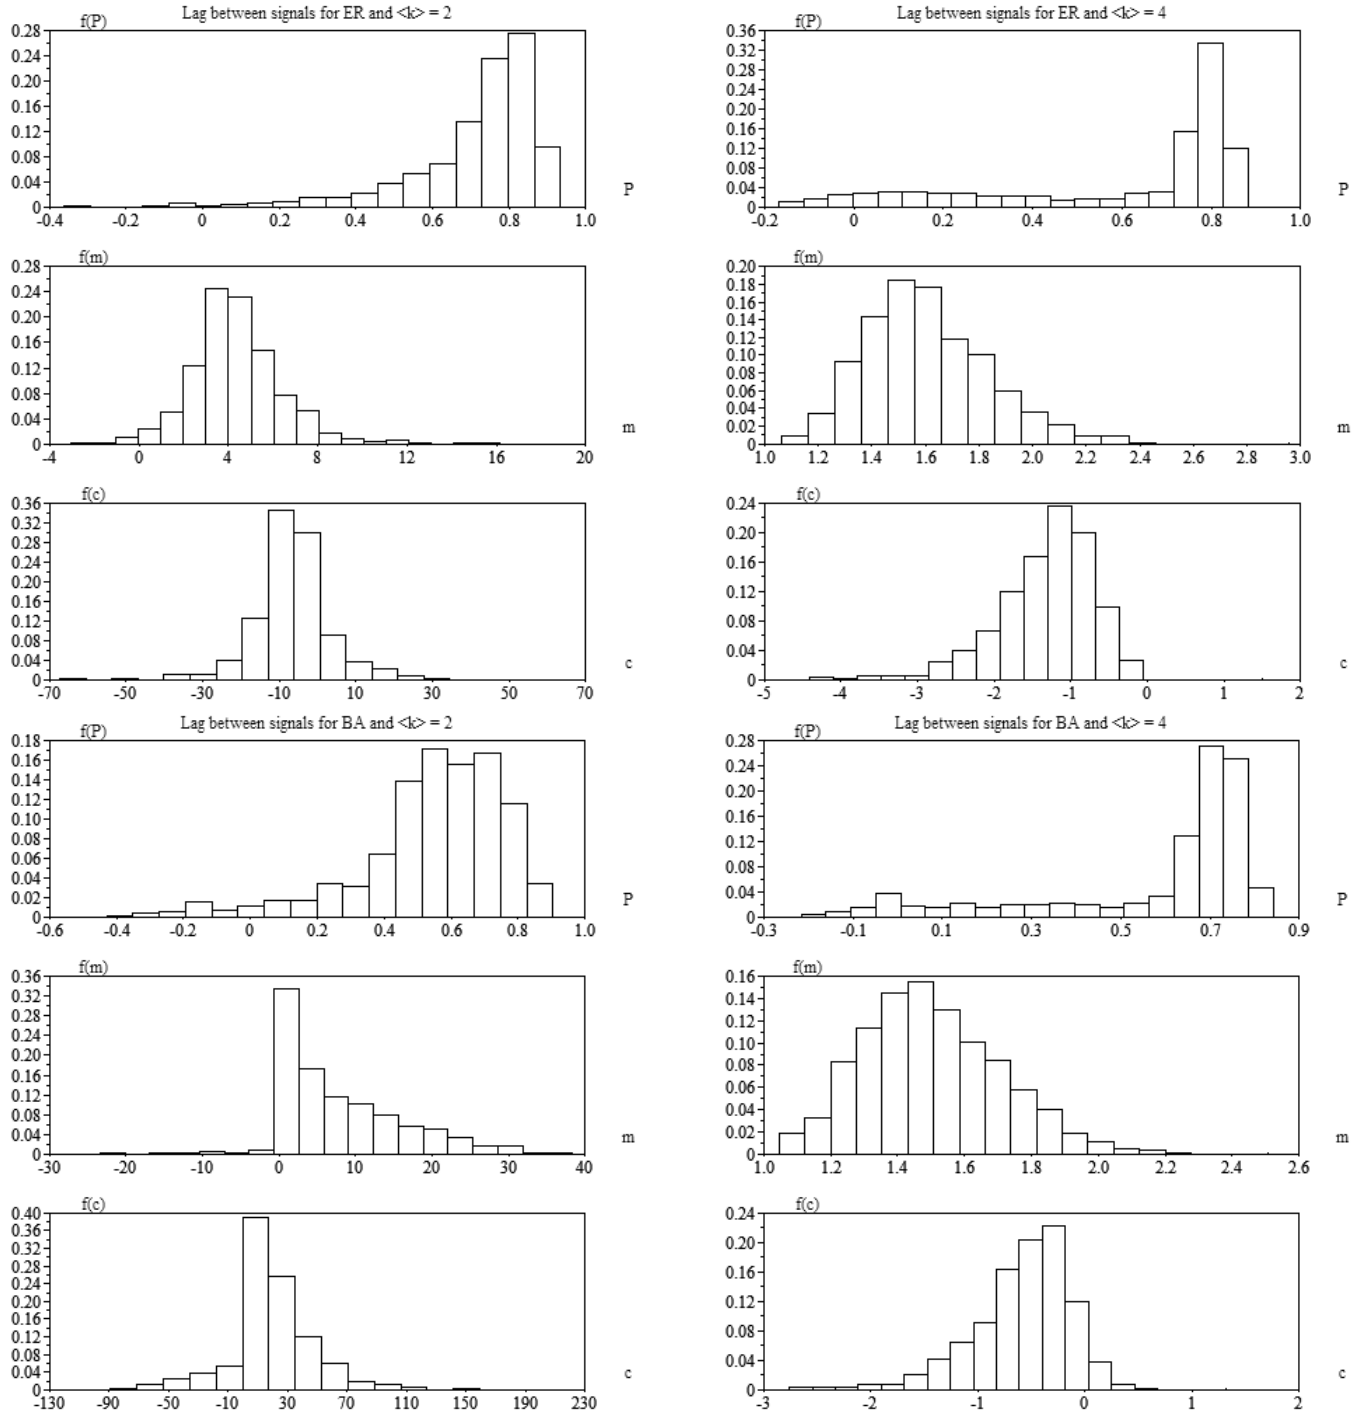 Lag between signals for ER and <k> = 2
f(P)
0.28
0.24
0.20
0.16
0.12
0.08
0.04
0
-0.4 -0.2 0 0.2 0.4 0.6 0.8 1.0
P
f(m)
0.28
0.24
0.20
0.16
0.12
0.08
0.04
0
-4 0 4 8 12 16 20
m
f(c)
0.36
0.32
0.28
0.24
0.20
0.16
0.12
0.08
0.04
0
-70 -50 -30 -10 10 30 50 70
c
Lag between signals for ER and <k> = 4
f(P)
0.36
0.32
0.28
0.24
0.20
0.16
0.12
0.08
0.04
0
-0.2 0 0.2 0.4 0.6 0.8 1.0
P
f(m)
0.20
0.18
0.16
0.14
0.12
0.10
0.08
0.06
0.04
0.02
0
1.0 1.2 1.4 1.6 1.8 2.0 2.2 2.4 2.6 2.8 3.0
m
f(c)
0.24
0.20
0.16
0.12
0.08
0.04
0
-5 -4 -3 -2 -1 0 1 2
c
Lag between signals for BA and <k> = 2
f(P)
0.18
0.16
0.14
0.12
0.10
0.08
0.06
0.04
0.02
0
-0.6 -0.4 -0.2 0 0.2 0.4 0.6 0.8 1.0
P
f(m)
0.36
0.32
0.28
0.24
0.20
0.16
0.12
0.08
0.04
0
-30 -20 -10 0 10 20 30 40
m
f(c)
0.40
0.36
0.32
0.28
0.24
0.20
0.16
0.12
0.08
0.04
0
-130 -90 -50 -10 30 70 110 150 190 230
c
Lag between signals for BA and <k> = 4
f(P)
0.28
0.24
0.20
0.16
0.12
0.08
0.04
0
-0.3 -0.1 0.1 0.3 0.5 0.7 0.9
P
f(m)
0.16
0.14
0.12
0.10
0.08
0.06
0.04
0.02
0
1.0 1.2 1.4 1.6 1.8 2.0 2.2 2.4 2.6
m
f(c)
0.24
0.20
0.16
0.12
0.08
0.04
0
-3 -2 -1 0 1 2
c